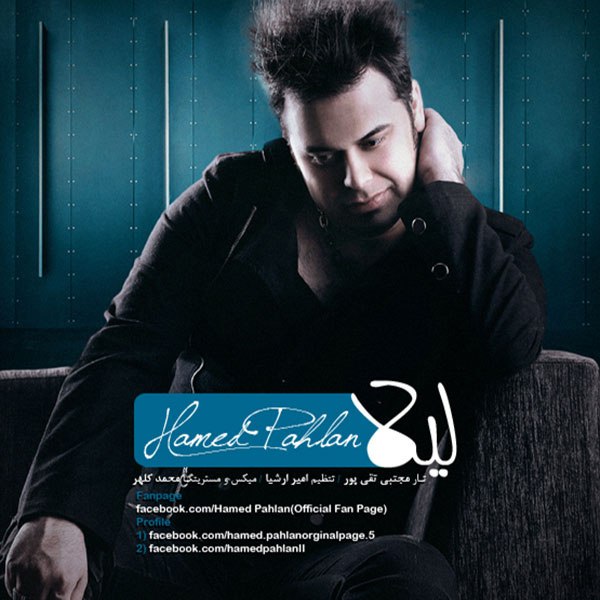 Hamed Pahlan
لیلا
تار مجتبی تقی پور / تنظیم امیر ارشیا / میکس و مسترینگ محمد کلهر
Fanpage
facebook.com/Hamed Pahlan(Official Fan Page)
Profile
1) facebook.com/hamed.pahlanorginalpage.5
2) facebook.com/hamedpahlanII